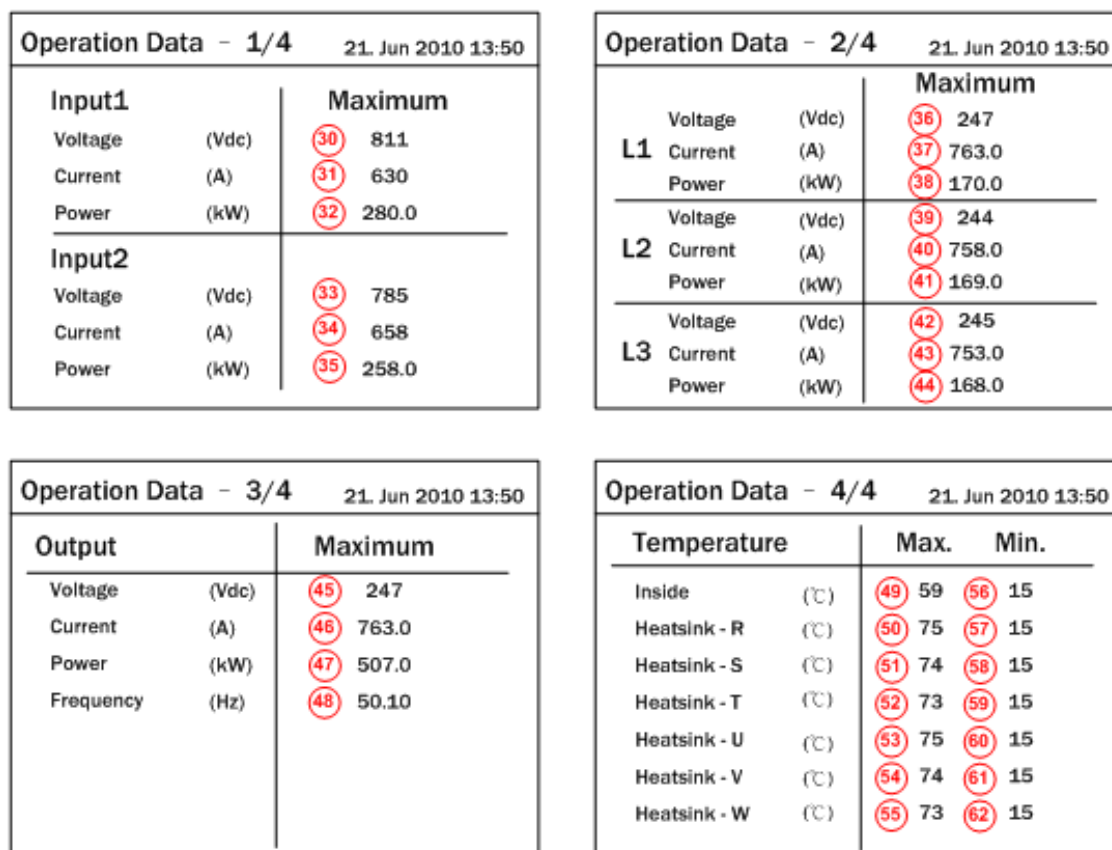 Operation Data - 1/4 21. Jun 2010 13:50
Input1 Maximum
Voltage (Vdc) 30 811
Current (A) 31 630
Power (kW) 32 280.0
Input2
Voltage (Vdc) 33 785
Current (A) 34 658
Power (kW) 35 258.0
Operation Data - 2/4 21. Jun 2010 13:50
Maximum
Voltage (Vdc) 36 247
L1 Current (A) 37 763.0
Power (kW) 38 170.0
Voltage (Vdc) 39 244
L2 Current (A) 40 758.0
Power (kW) 41 169.0
Voltage (Vdc) 42 245
L3 Current (A) 43 753.0
Power (kW) 44 168.0
Operation Data - 3/4 21. Jun 2010 13:50
Output Maximum
Voltage (Vdc) 45 247
Current (A) 46 763.0
Power (kW) 47 507.0
Frequency (Hz) 48 50.10
Operation Data - 4/4 21. Jun 2010 13:50
Temperature Max. Min.
Inside (℃) 49 59 56 15
Heatsink - R (℃) 50 75 57 15
Heatsink - S (℃) 51 74 58 15
Heatsink - T (℃) 52 73 59 15
Heatsink - U (℃) 53 75 60 15
Heatsink - V (℃) 54 74 61 15
Heatsink - W (℃) 55 73 62 15